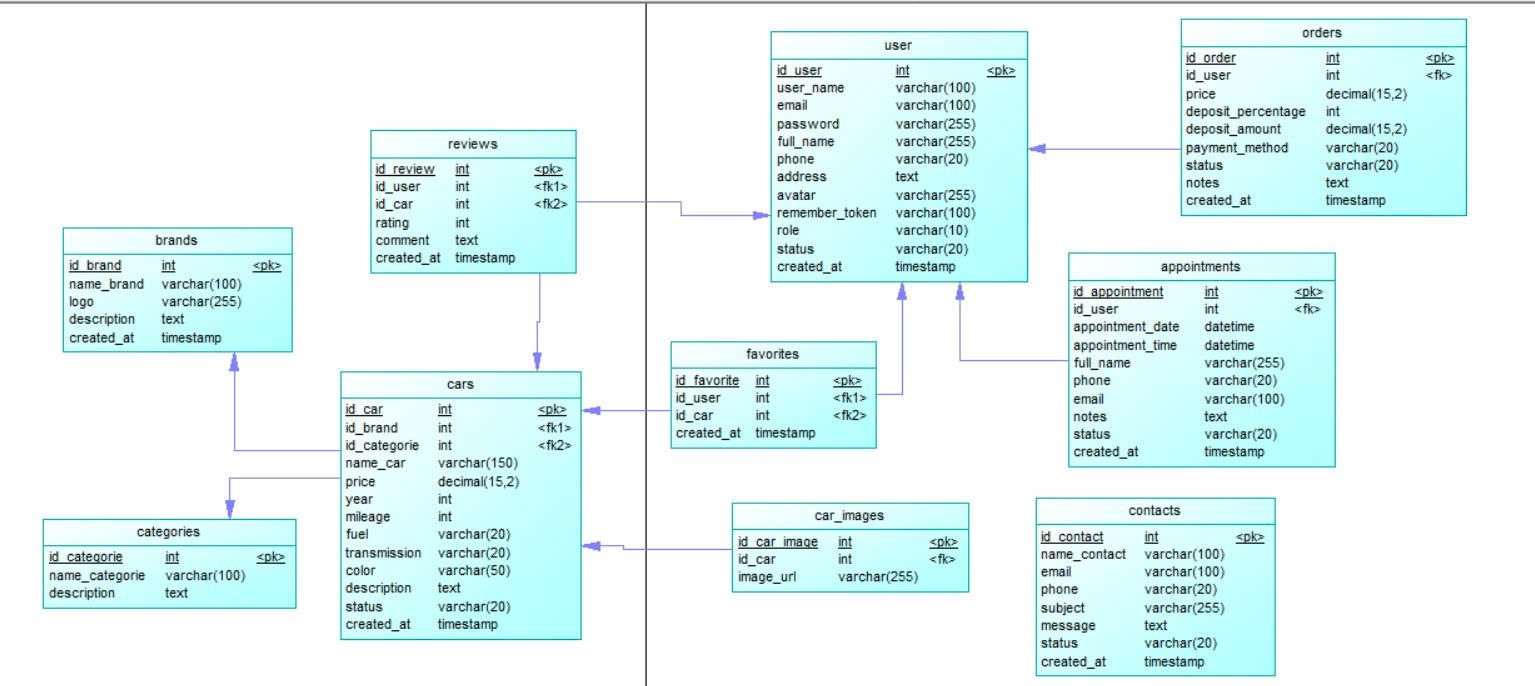 user
id_user int <pk>
user_name varchar(100)
email varchar(100)
password varchar(255)
full_name varchar(255)
phone varchar(20)
address text
avatar varchar(255)
remember_token varchar(100)
role varchar(10)
status varchar(20)
created_at timestamp
orders
id_order int <pk>
id_user int <fk>
price decimal(15,2)
deposit_percentage int
deposit_amount decimal(15,2)
payment_method varchar(20)
status varchar(20)
notes text
created_at timestamp
reviews
id_review int <pk>
id_user int <fk1>
id_car int <fk2>
rating int
comment text
created_at timestamp
brands
id_brand int <pk>
name_brand varchar(100)
logo varchar(255)
description text
created_at timestamp
appointments
id_appointment int <pk>
id_user int <fk>
appointment_date datetime
appointment_time datetime
full_name varchar(255)
phone varchar(20)
email varchar(100)
notes text
status varchar(20)
created_at timestamp
favorites
id_favorite int <pk>
id_user int <fk1>
id_car int <fk2>
created_at timestamp
cars
id_car int <pk>
id_brand int <fk1>
id_categorie int <fk2>
name_car varchar(150)
price decimal(15,2)
year int
mileage int
fuel varchar(20)
transmission varchar(20)
color varchar(50)
description text
status varchar(20)
created_at timestamp
categories
id_categorie int <pk>
name_categorie varchar(100)
description text
car_images
id_car_image int <pk>
id_car int <fk>
image_url varchar(255)
contacts
id_contact int <pk>
name_contact varchar(100)
email varchar(100)
phone varchar(20)
subject varchar(255)
message text
status varchar(20)
created_at timestamp